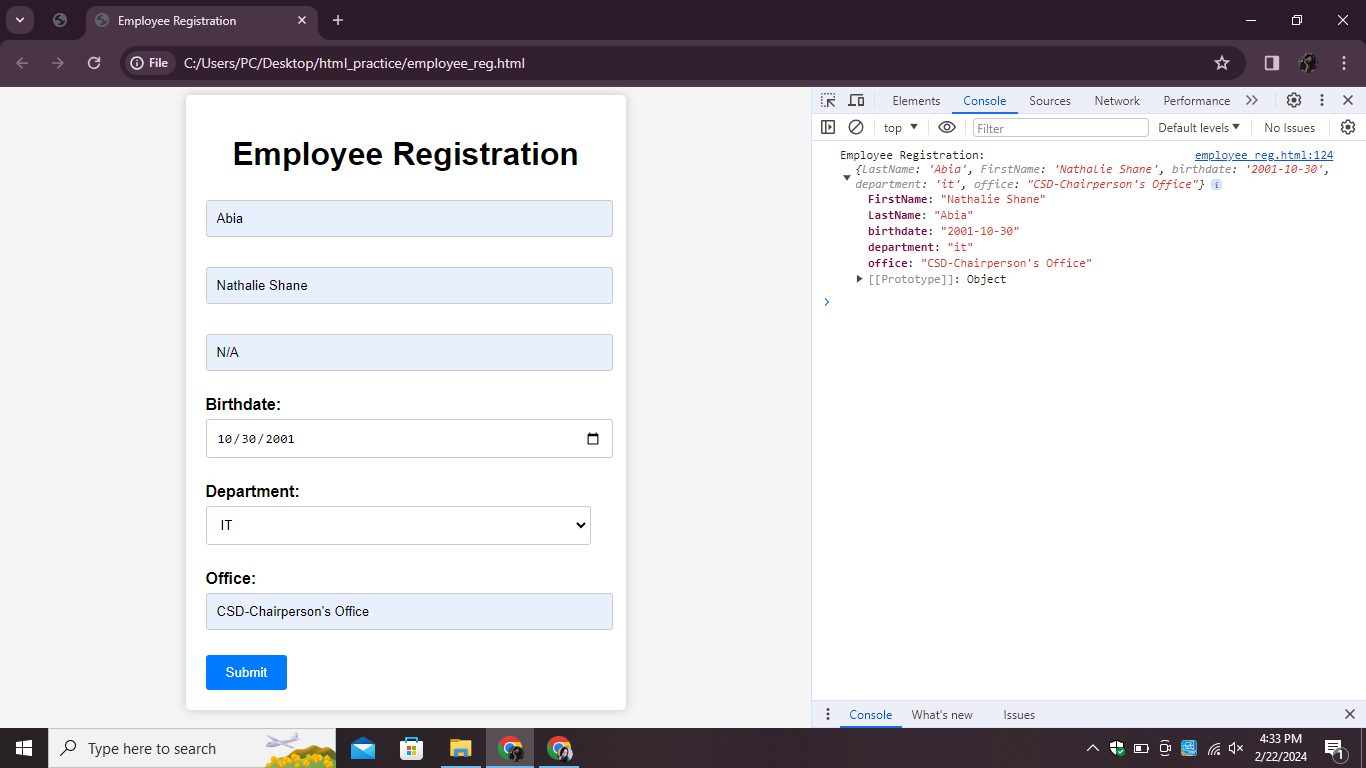 Employee Registration
File
C:/Users/PC/Desktop/html_practice/employee_reg.html
Employee Registration
Abia
Nathalie Shane
N/A
Birthdate:
10/30/2001
Department:
IT
Office:
CSD-Chairperson's Office
Submit
Elements Console Sources Network Performance
top Filter Default levels No Issues
Employee Registration: employee_reg.html:124
{LastName: 'Abia', FirstName: 'Nathalie Shane', birthdate: '2001-10-30',
department: 'it', office: "CSD-Chairperson's Office"}
FirstName: "Nathalie Shane"
LastName: "Abia"
birthdate: "2001-10-30"
department: "it"
office: "CSD-Chairperson's Office"
[[Prototype]]: Object
Console What's new Issues
Type here to search
4:33 PM
2/22/2024
1